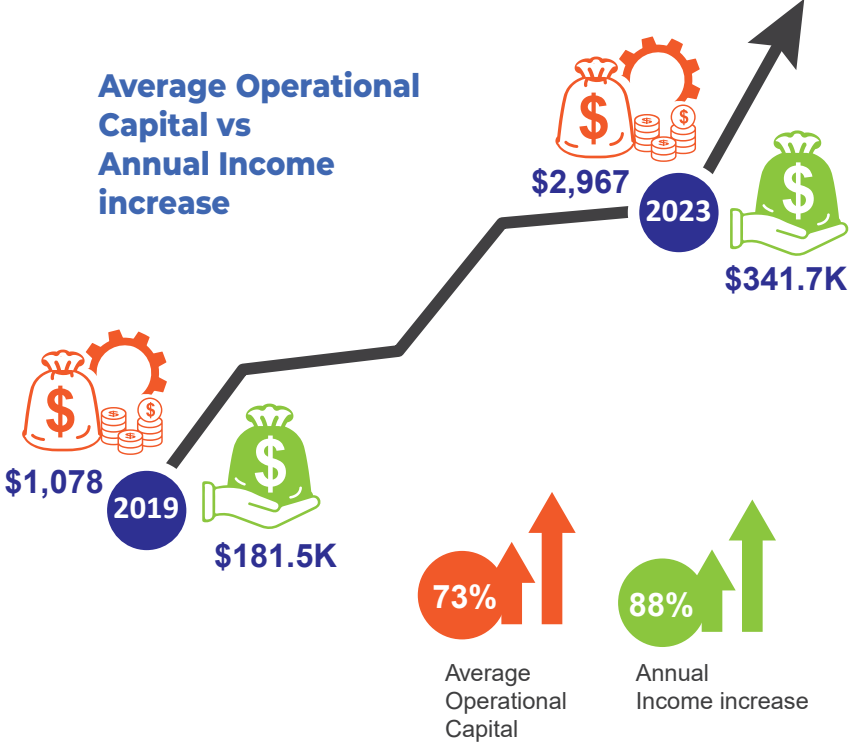 Average Operational
Capital vs
Annual Income
increase
$2,967
2023
$341.7K
$1,078
2019
$181.5K
73%
Average
Operational
Capital
88%
Annual
Income increase